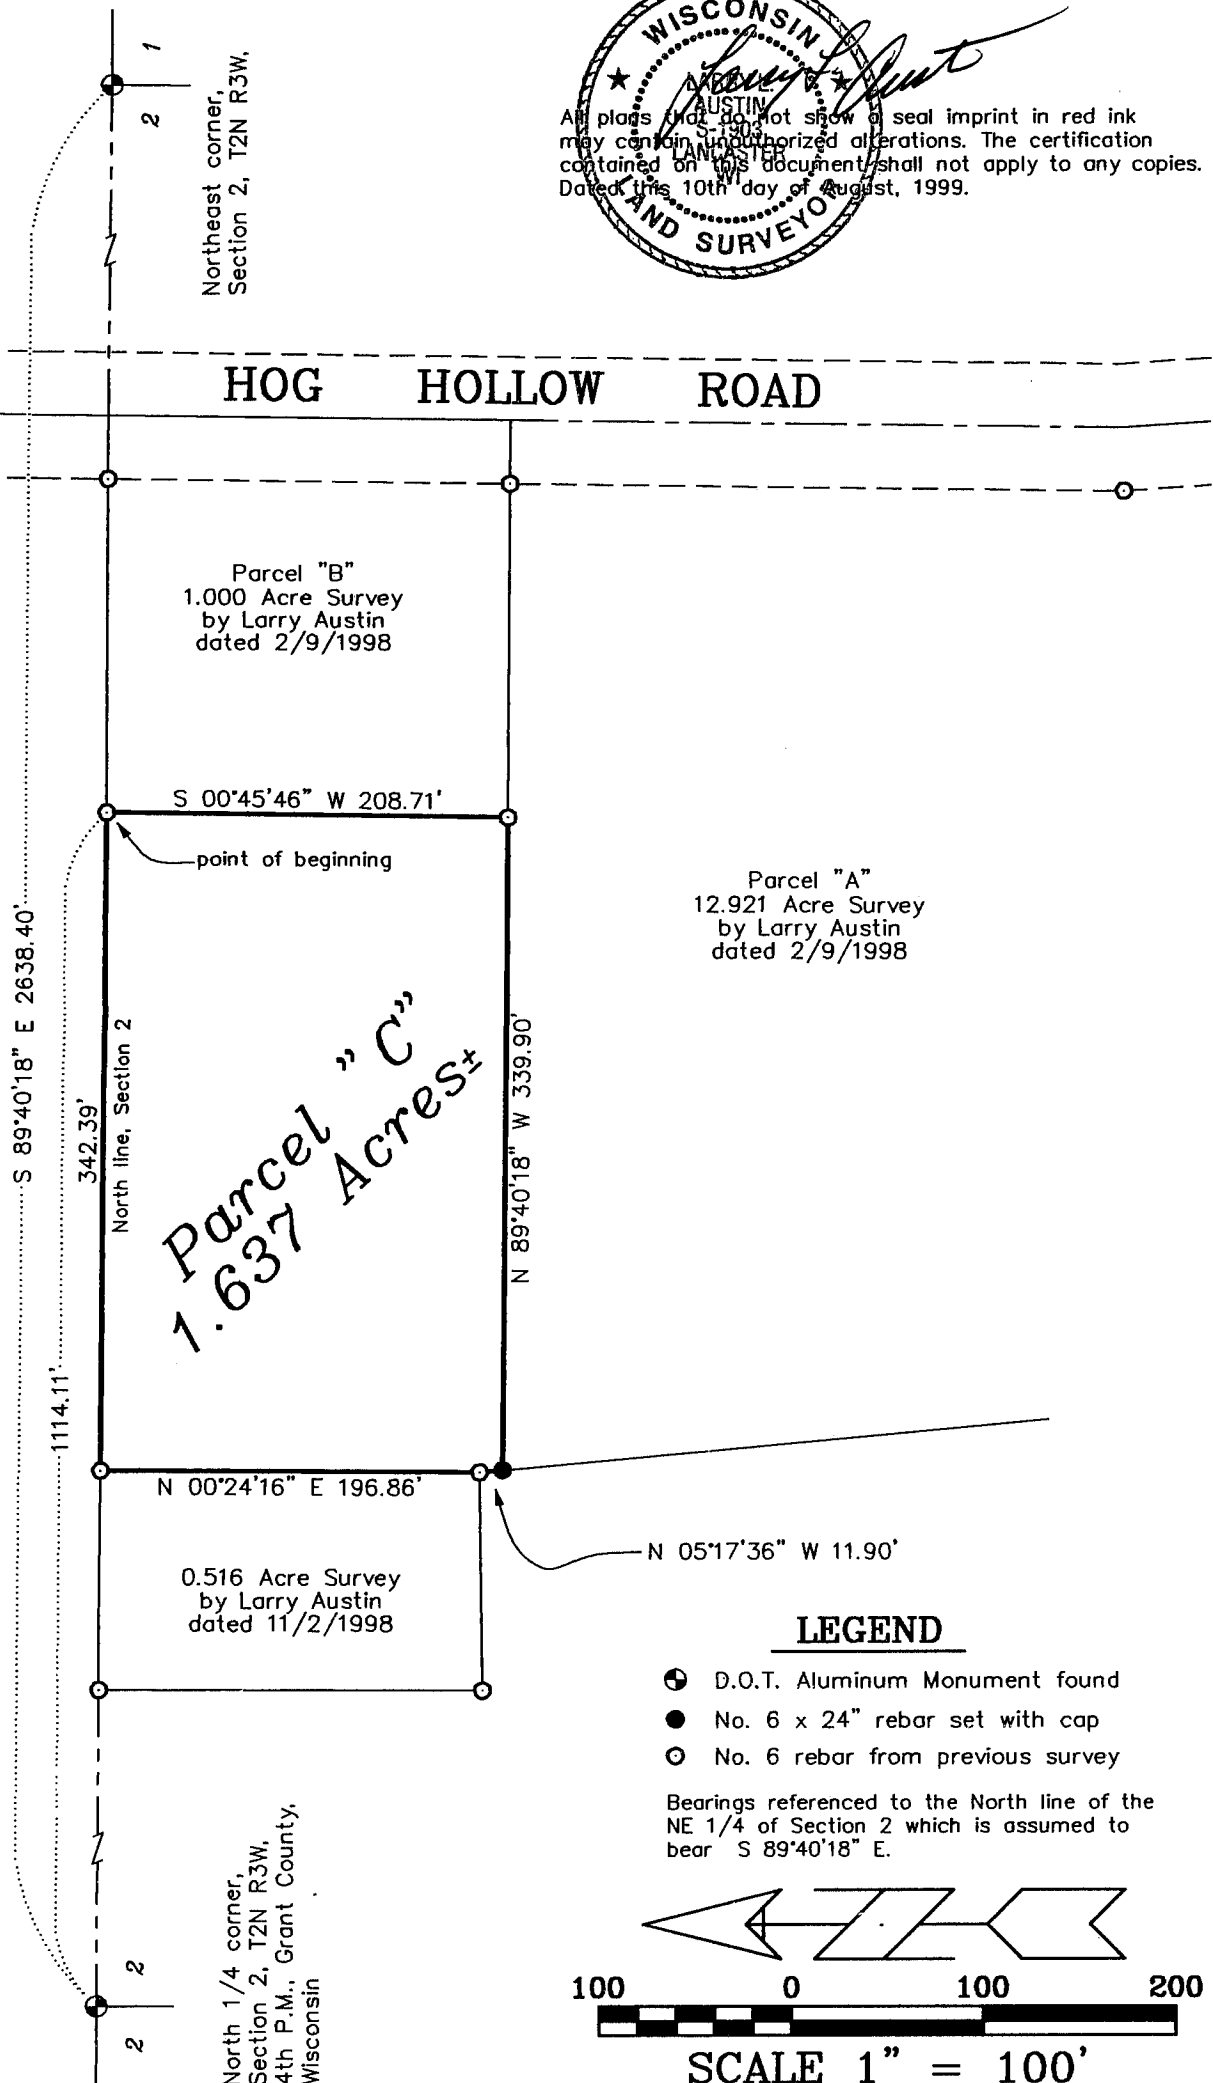 1
2
Northeast corner,
Section 2, T2N R3W,
WISCONSIN
LARRY L.
AUSTIN
S-1903
LANCASTER
WI
LAND SURVEYOR
All plans that do not show a seal imprint in red ink
may contain unauthorized alterations. The certification
contained on this document shall not apply to any copies.
Dated this 10th day of August, 1999.
HOG HOLLOW ROAD
Parcel "B"
1.000 Acre Survey
by Larry Austin
dated 2/9/1998
S 00°45'46" W 208.71'
point of beginning
Parcel "A"
12.921 Acre Survey
by Larry Austin
dated 2/9/1998
S 89°40'18" E 2638.40'
1114.11'
342.39'
North line, Section 2
Parcel "C"
1.637 Acres±
N 89°40'18" W 339.90'
N 00°24'16" E 196.86'
N 05°17'36" W 11.90'
0.516 Acre Survey
by Larry Austin
dated 11/2/1998
LEGEND
D.O.T. Aluminum Monument found
No. 6 x 24" rebar set with cap
No. 6 rebar from previous survey
Bearings referenced to the North line of the
NE 1/4 of Section 2 which is assumed to
bear S 89°40'18" E.
2
2
North 1/4 corner,
Section 2, T2N R3W,
4th P.M., Grant County,
Wisconsin
100 0 100 200
SCALE 1" = 100'